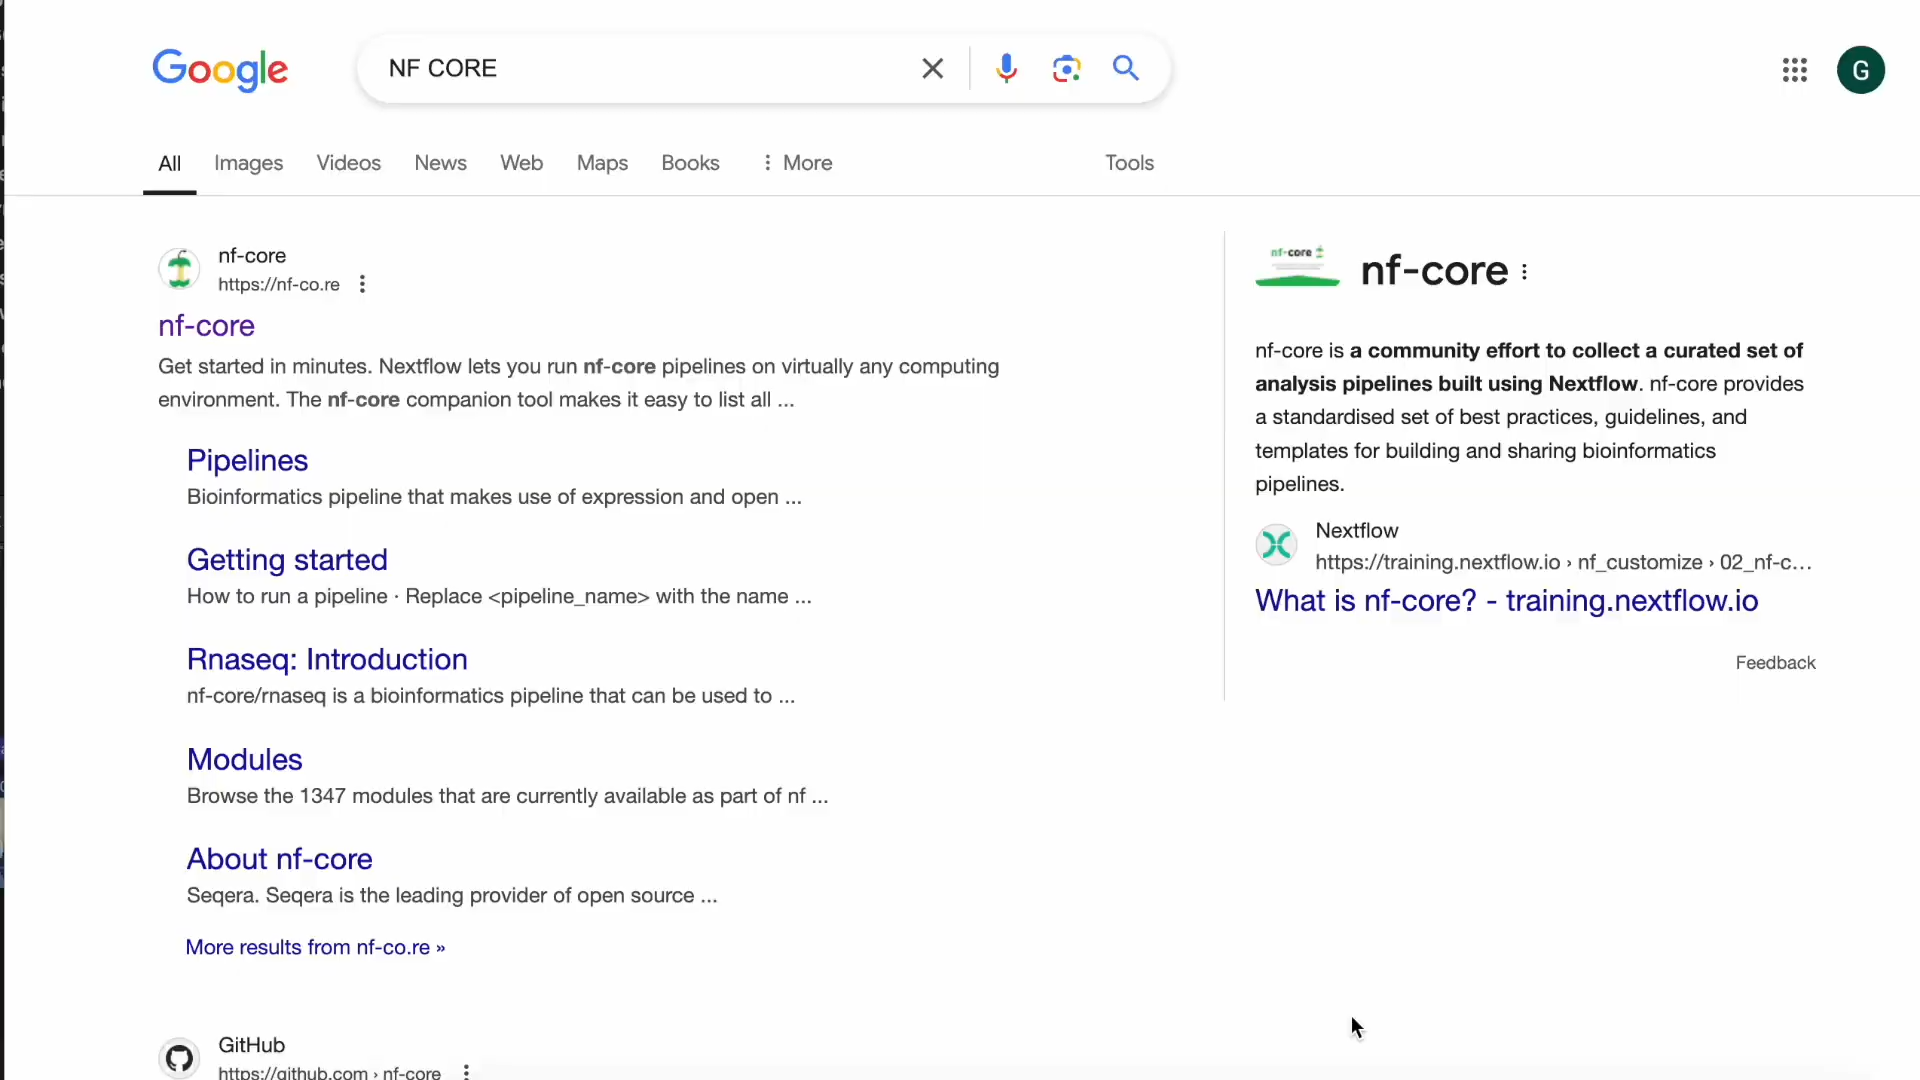 Google
NF CORE
G
All
Images
Videos
News
Web
Maps
Books
More
Tools
nf-core
https://nf-co.re
nf-core
Get started in minutes. Nextflow lets you run nf-core pipelines on virtually any computing
environment. The nf-core companion tool makes it easy to list all ...
Pipelines
Bioinformatics pipeline that makes use of expression and open ...
Getting started
How to run a pipeline · Replace <pipeline_name> with the name ...
Rnaseq: Introduction
nf-core/rnaseq is a bioinformatics pipeline that can be used to ...
Modules
Browse the 1347 modules that are currently available as part of nf ...
About nf-core
Seqera. Seqera is the leading provider of open source ...
More results from nf-co.re »
GitHub
https://github.com › nf-core
nf-core
nf-core
nf-core is a community effort to collect a curated set of
analysis pipelines built using Nextflow. nf-core provides
a standardised set of best practices, guidelines, and
templates for building and sharing bioinformatics
pipelines.
Nextflow
https://training.nextflow.io › nf_customize › 02_nf-c...
What is nf-core? - training.nextflow.io
Feedback